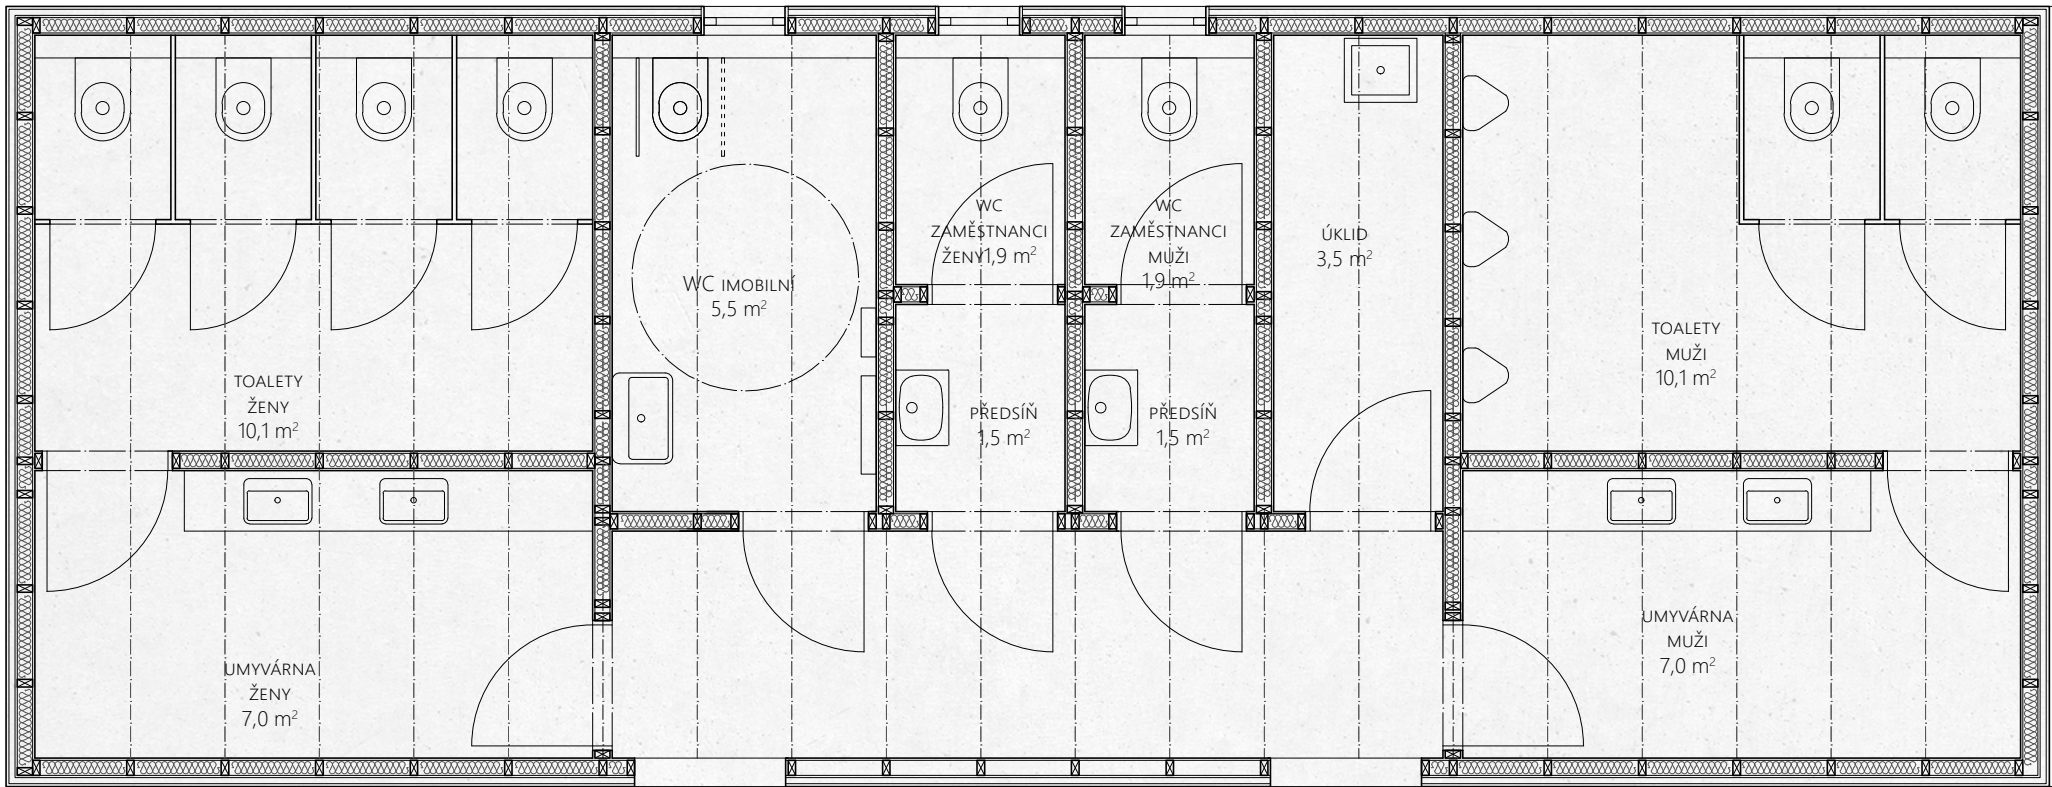 TOALETY
ŽENY
10,1 m²
UMYVÁRNA
ŽENY
7,0 m²
WC IMOBILNÍ
5,5 m²
WC
ZAMĚSTNANCI
ŽENY1,9 m²
PŘEDSÍŇ
1,5 m²
WC
ZAMĚSTNANCI
MUŽI
1,9 m²
PŘEDSÍŇ
1,5 m²
ÚKLID
3,5 m²
TOALETY
MUŽI
10,1 m²
UMYVÁRNA
MUŽI
7,0 m²